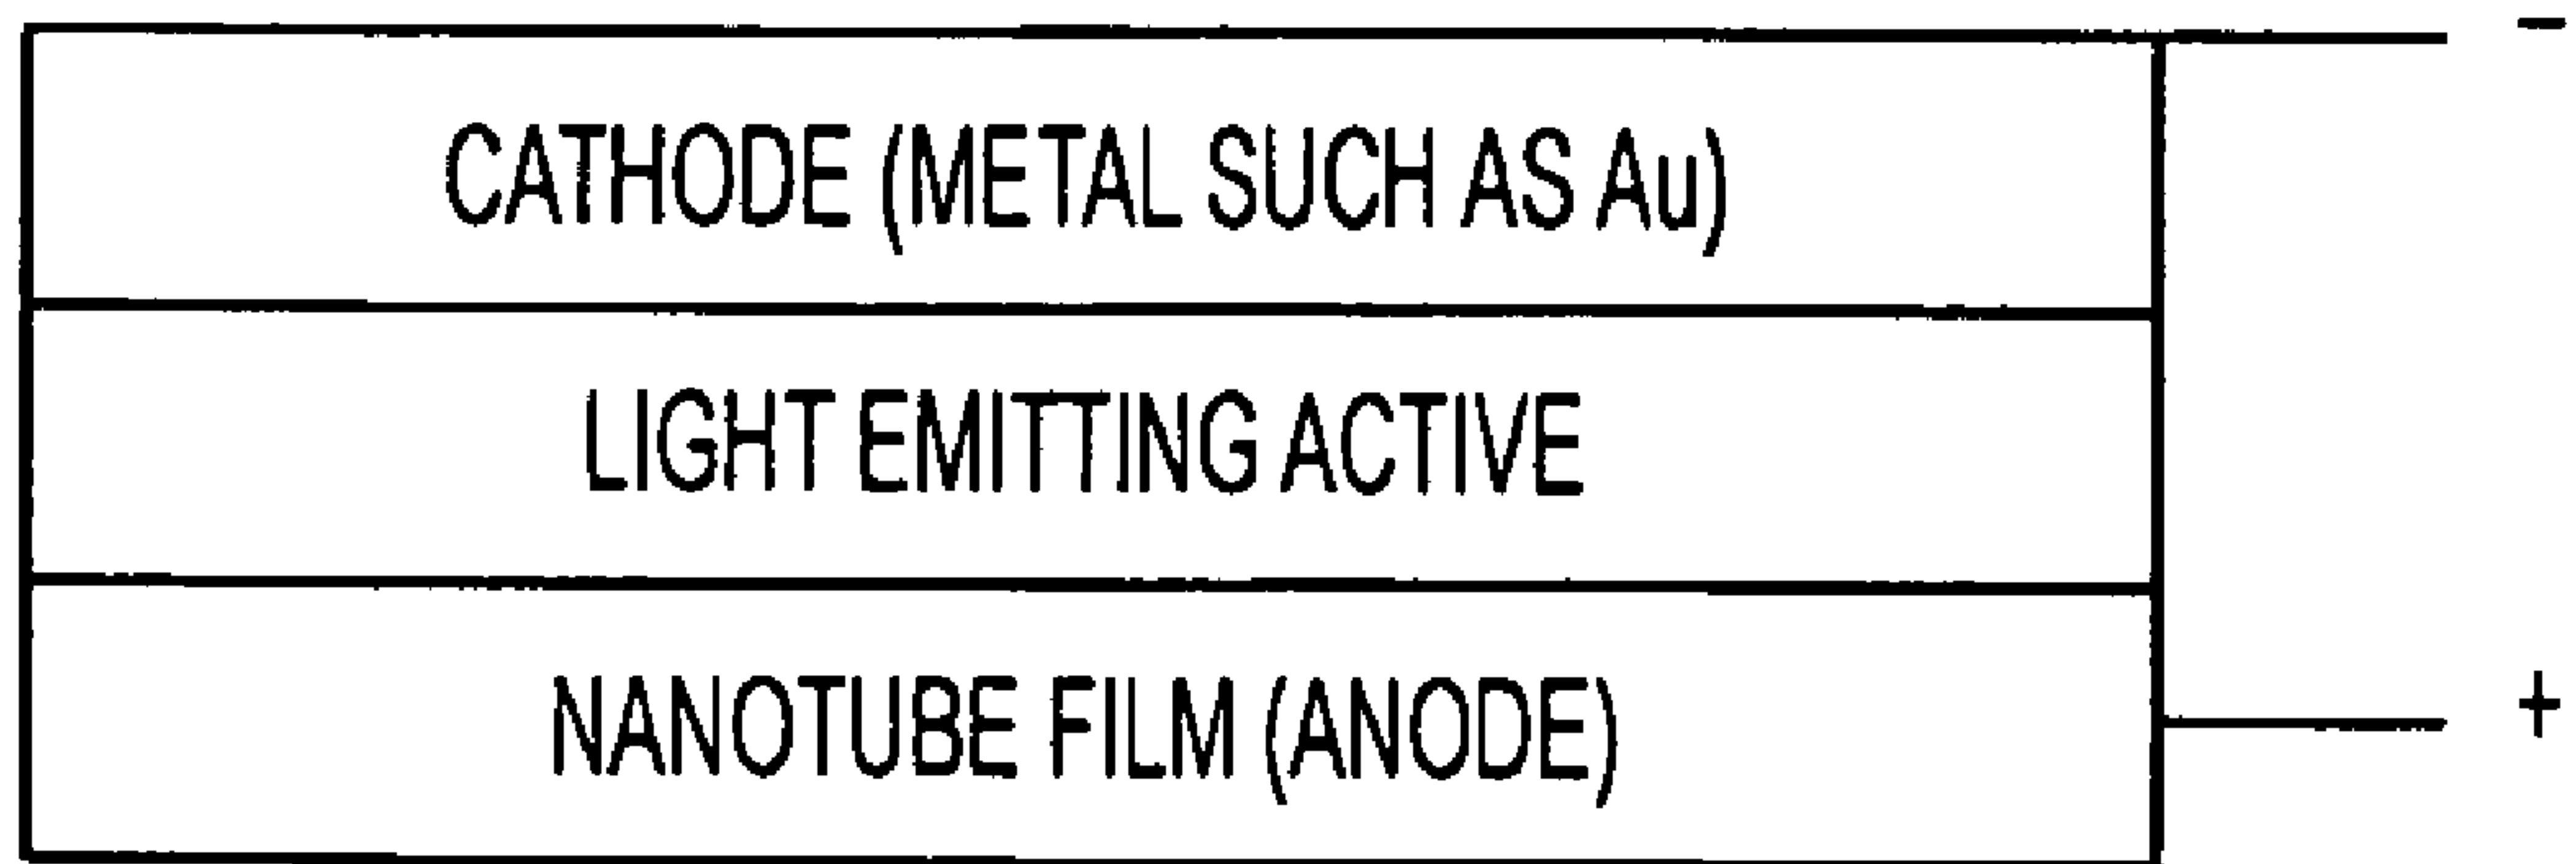 -
CATHODE (METAL SUCH AS Au)
LIGHT EMITTING ACTIVE
NANOTUBE FILM (ANODE)
+